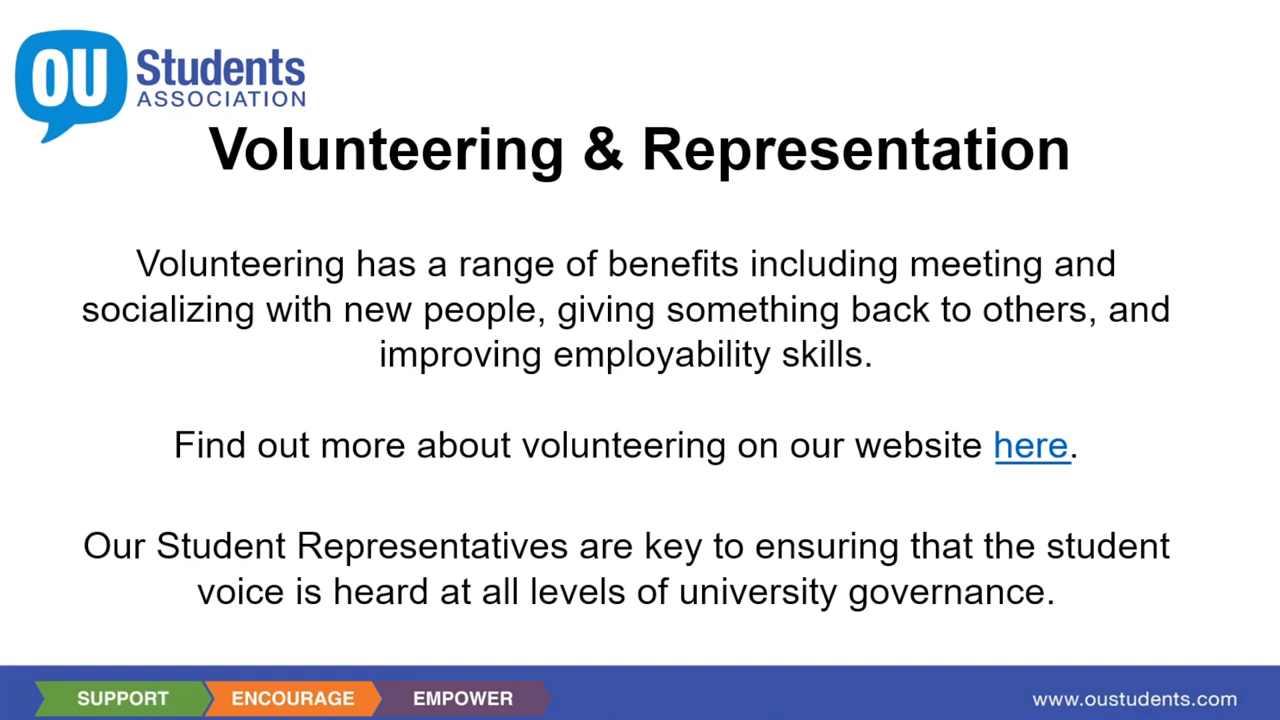 OU Students
ASSOCIATION
Volunteering & Representation
Volunteering has a range of benefits including meeting and
socializing with new people, giving something back to others, and
improving employability skills.
Find out more about volunteering on our website here.
Our Student Representatives are key to ensuring that the student
voice is heard at all levels of university governance.
SUPPORT ENCOURAGE EMPOWER www.oustudents.com